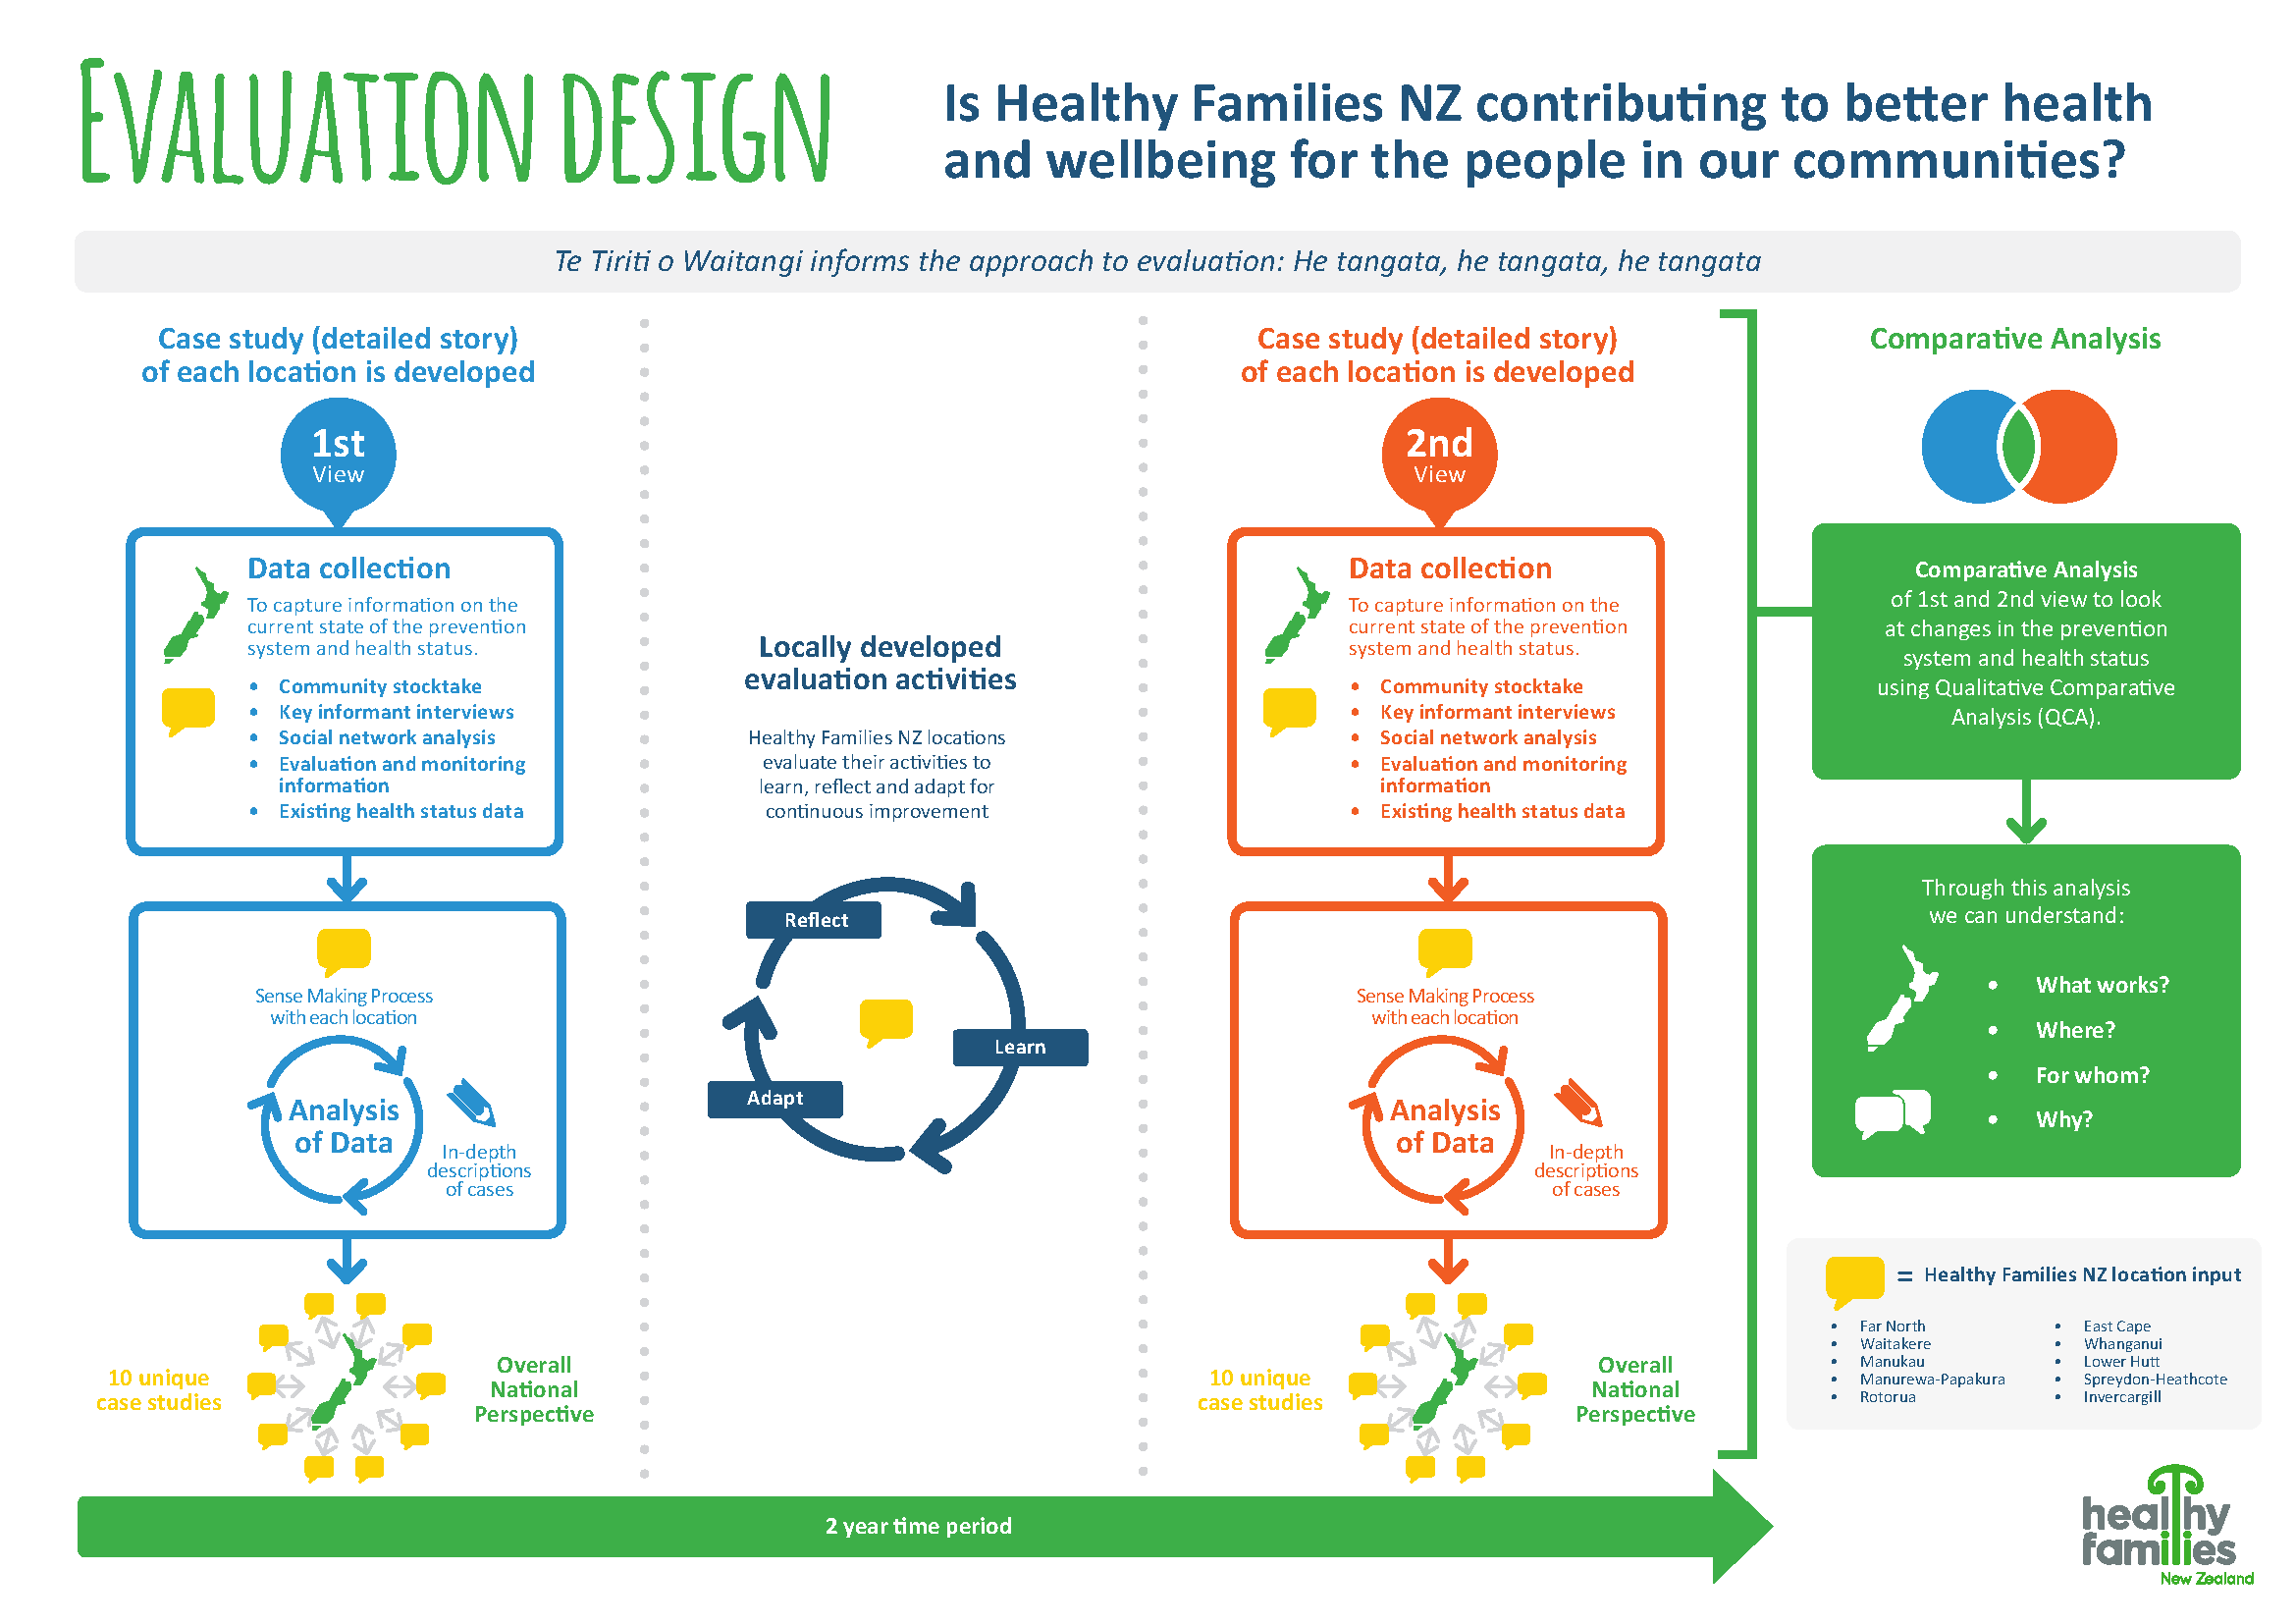 EVALUATION DESIGN
Is Healthy Families NZ contributing to better health
and wellbeing for the people in our communities?
Te Tiriti o Waitangi informs the approach to evaluation: He tangata, he tangata, he tangata
Case study (detailed story)
of each location is developed
1st
View
Data collection
To capture information on the
current state of the prevention
system and health status.
• Community stocktake
• Key informant interviews
• Social network analysis
• Evaluation and monitoring
information
• Existing health status data
Sense Making Process
with each location
Analysis
of Data
In-depth
descriptions
of cases
10 unique
case studies
Overall
National
Perspective
Locally developed
evaluation activities
Healthy Families NZ locations
evaluate their activities to
learn, reflect and adapt for
continuous improvement
Reflect
Learn
Adapt
Case study (detailed story)
of each location is developed
2nd
View
Data collection
To capture information on the
current state of the prevention
system and health status.
• Community stocktake
• Key informant interviews
• Social network analysis
• Evaluation and monitoring
information
• Existing health status data
Sense Making Process
with each location
Analysis
of Data
In-depth
descriptions
of cases
10 unique
case studies
Overall
National
Perspective
Comparative Analysis
Comparative Analysis
of 1st and 2nd view to look
at changes in the prevention
system and health status
using Qualitative Comparative
Analysis (QCA).
Through this analysis
we can understand:
• What works?
• Where?
• For whom?
• Why?
= Healthy Families NZ location input
• Far North
• Waitakere
• Manukau
• Manurewa-Papakura
• Rotorua
• East Cape
• Whanganui
• Lower Hutt
• Spreydon-Heathcote
• Invercargill
2 year time period
healthy
families
New Zealand